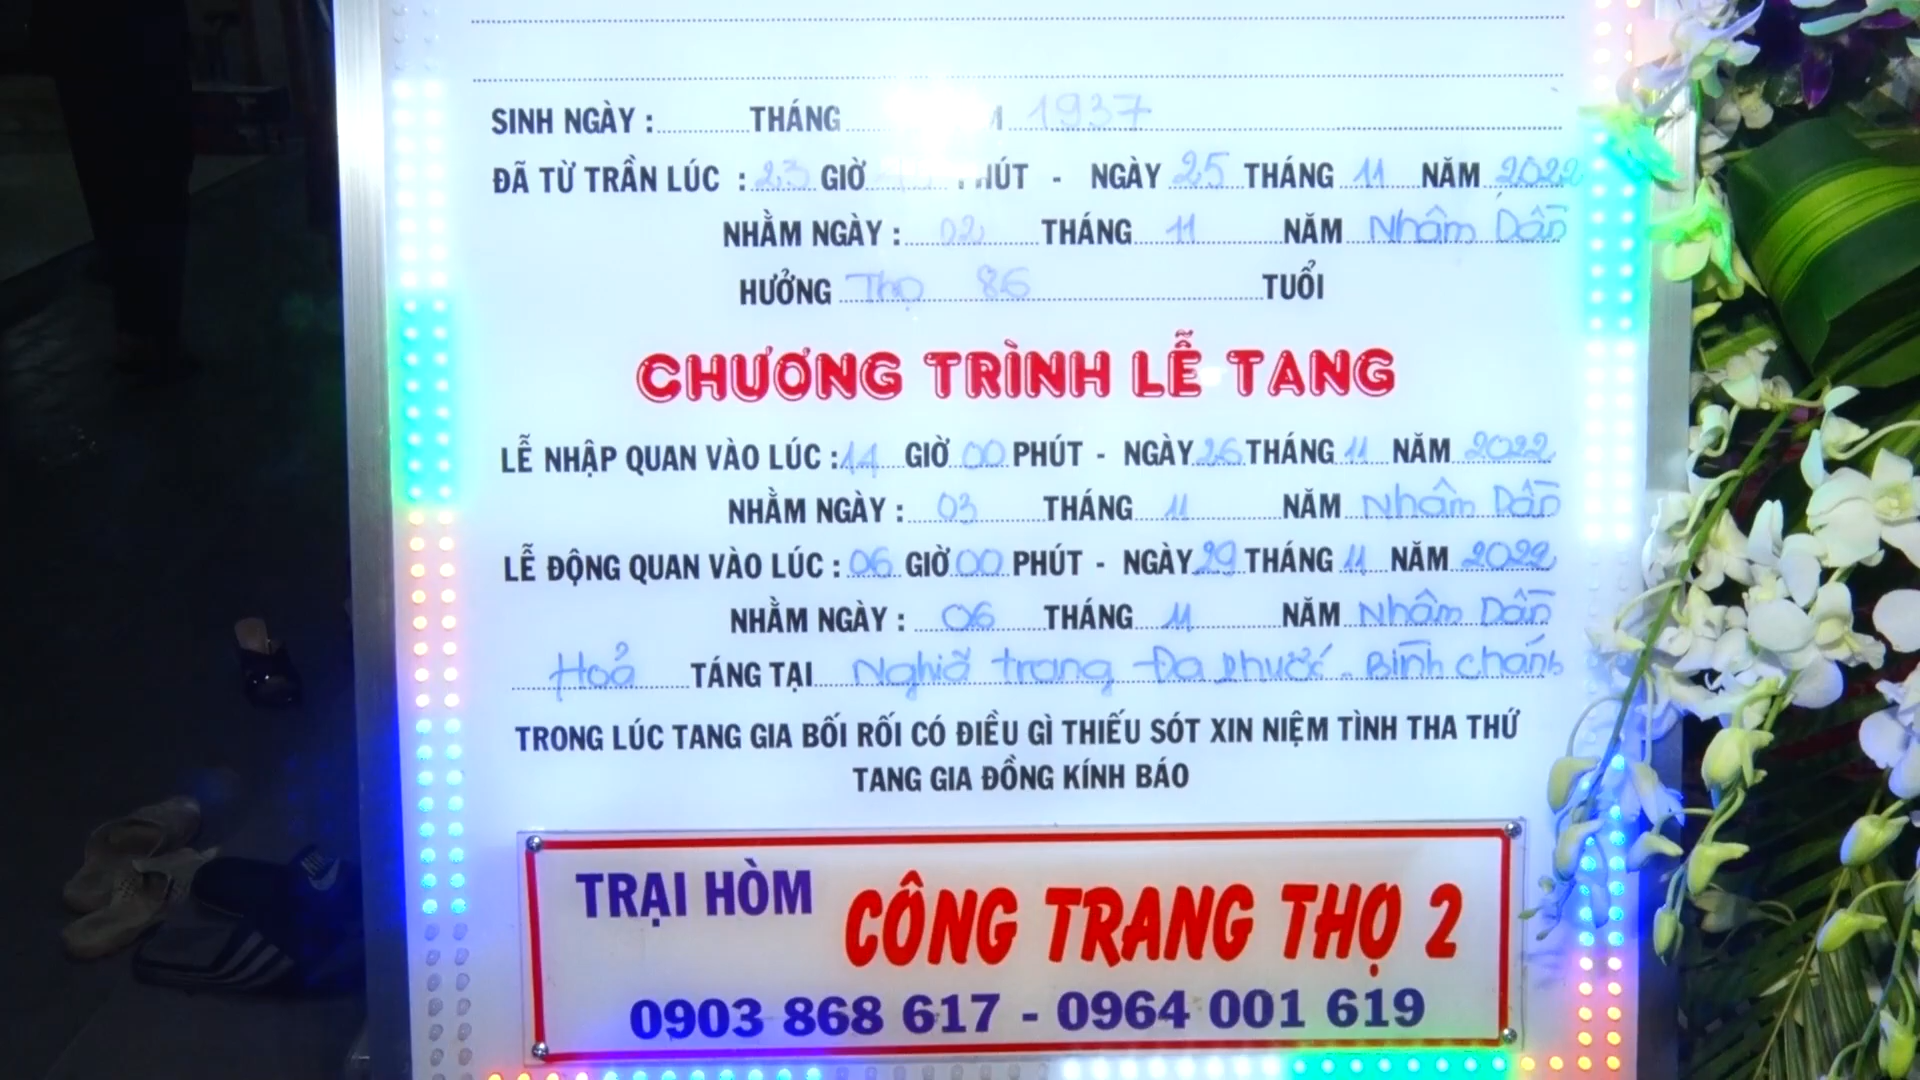 SINH NGÀY : THÁNG M 1937
ĐÃ TỪ TRẦN LÚC : 23 GIỜ PHÚT - NGÀY 25 THÁNG 11 NĂM 2022
NHẰM NGÀY : 02 THÁNG 11 NĂM Nhâm Dần
HƯỞNG Thọ 86 TUỔI
CHƯƠNG TRÌNH LỄ TANG
LỄ NHẬP QUAN VÀO LÚC : 14 GIỜ 00 PHÚT - NGÀY 26 THÁNG 11 NĂM 2022
NHẰM NGÀY : 03 THÁNG 11 NĂM Nhâm Dần
LỄ ĐỘNG QUAN VÀO LÚC : 06 GIỜ 00 PHÚT - NGÀY 29 THÁNG 11 NĂM 2022
NHẰM NGÀY : 06 THÁNG 11 NĂM Nhâm Dần
Hoả TÁNG TẠI Nghĩa trang Đa phước - Bình Chánh
TRONG LÚC TANG GIA BỐI RỐI CÓ ĐIỀU GÌ THIẾU SÓT XIN NIỆM TÌNH THA THỨ
TANG GIA ĐỒNG KÍNH BÁO
TRẠI HÒM CÔNG TRANG THỌ 2
0903 868 617 - 0964 001 619